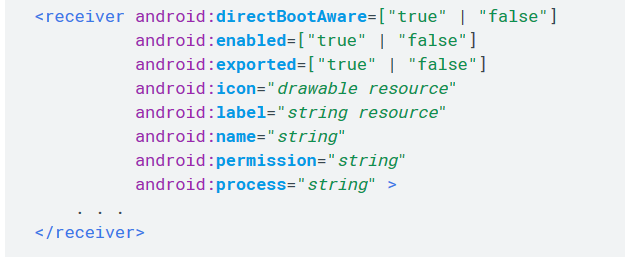 <receiver android:directBootAware=["true" | "false"]
android:enabled=["true" | "false"]
android:exported=["true" | "false"]
android:icon="drawable resource"
android:label="string resource"
android:name="string"
android:permission="string"
android:process="string" >
. . .
</receiver>